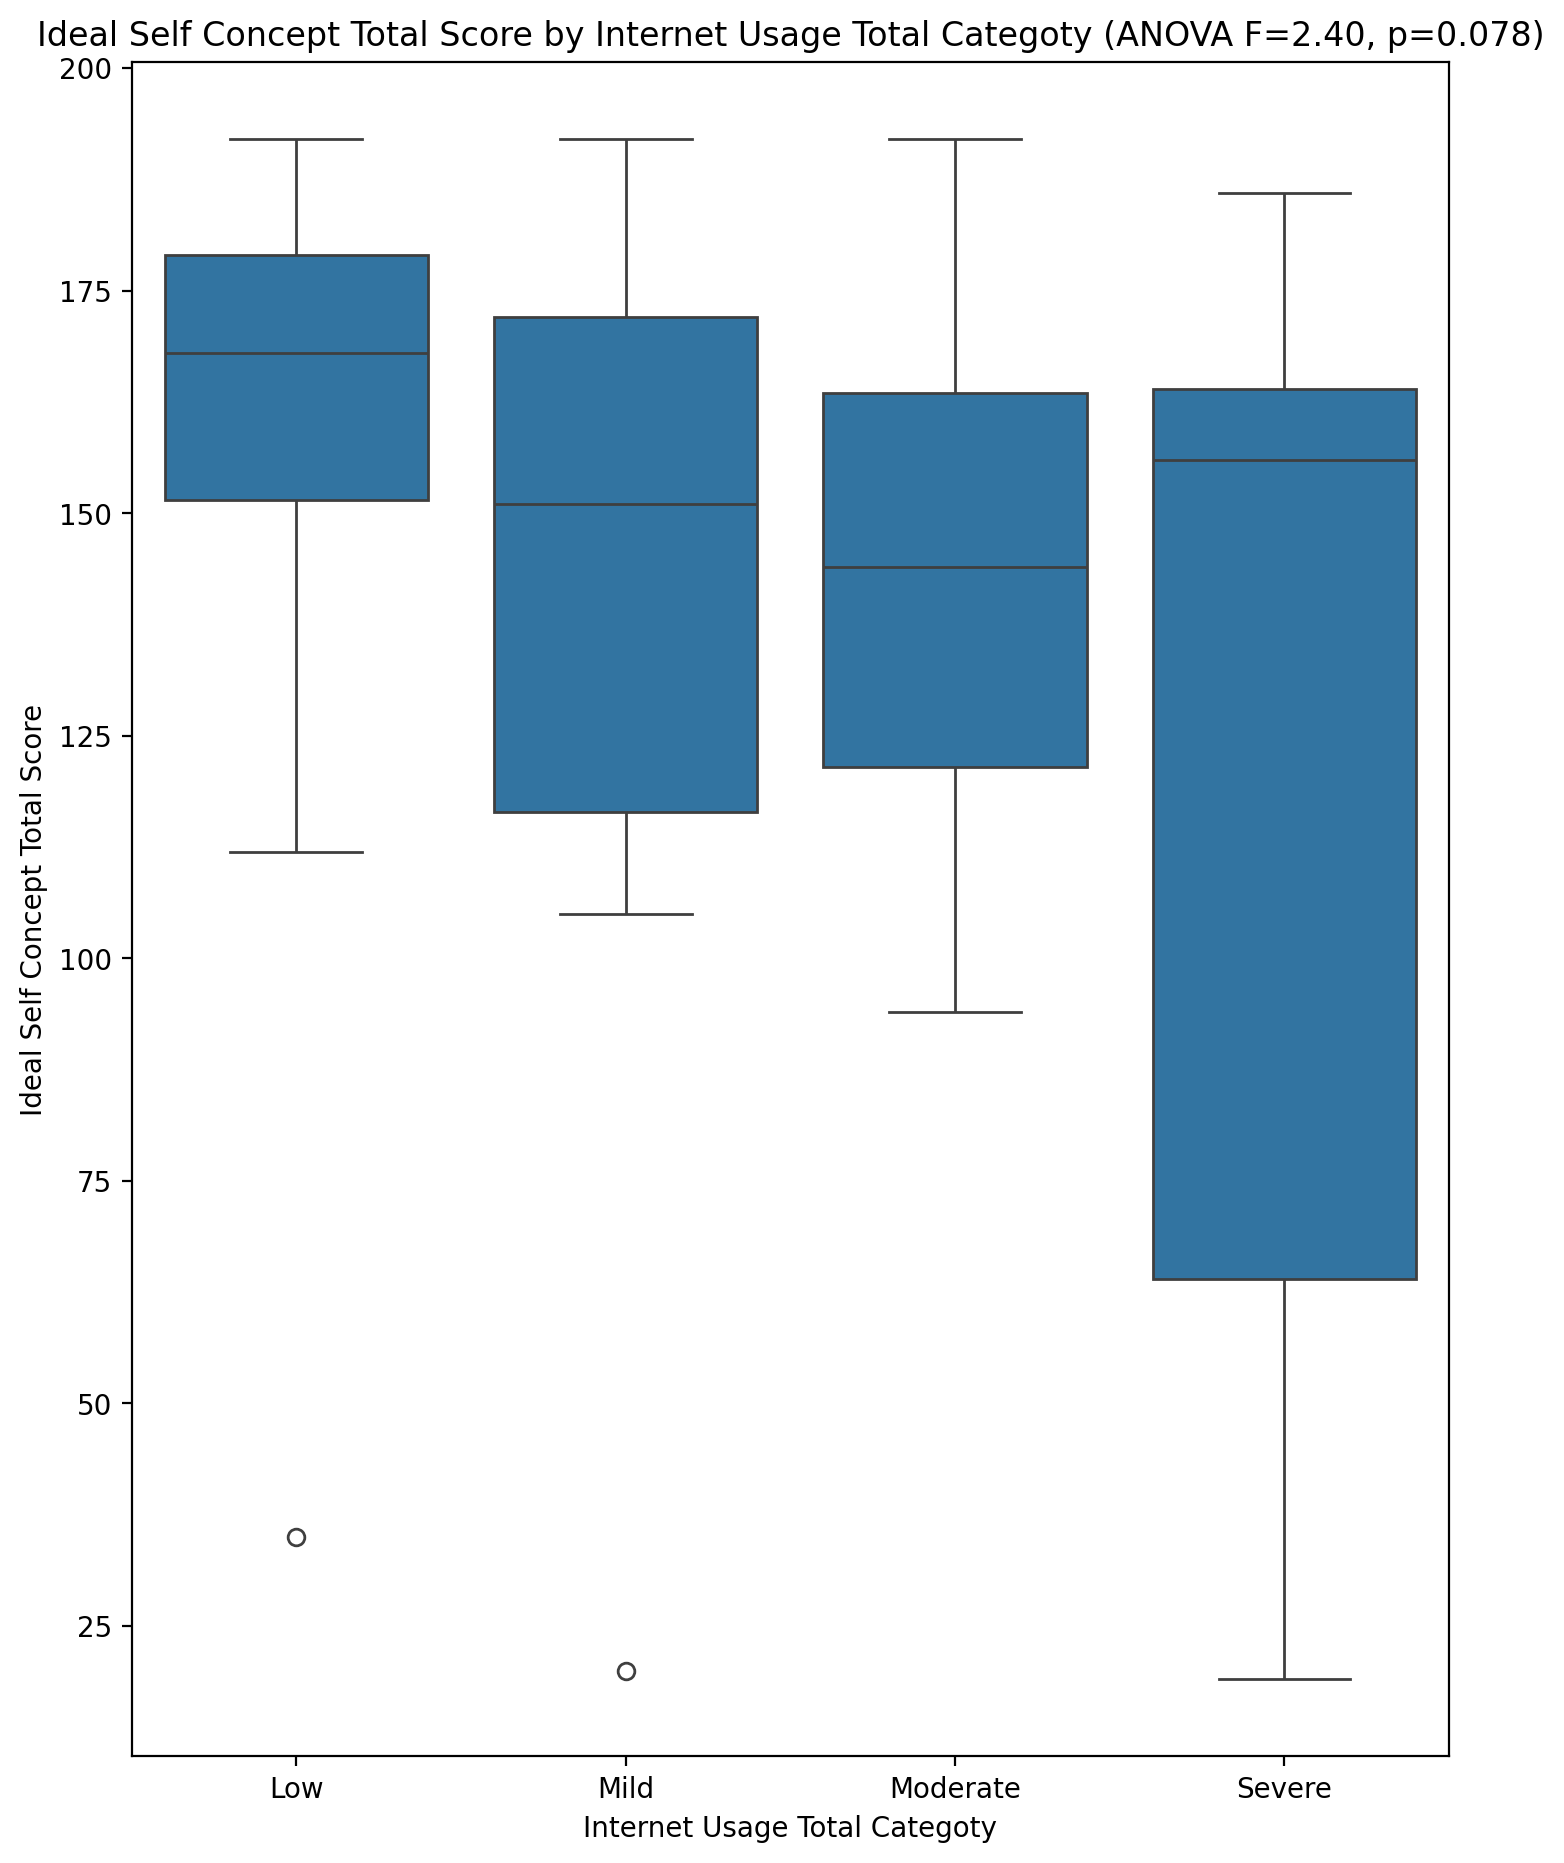 Ideal Self Concept Total Score by Internet Usage Total Categoty (ANOVA F=2.40, p=0.078)
200
175
150
125
100
75
50
25
Ideal Self Concept Total Score
Low
Mild
Moderate
Severe
Internet Usage Total Categoty